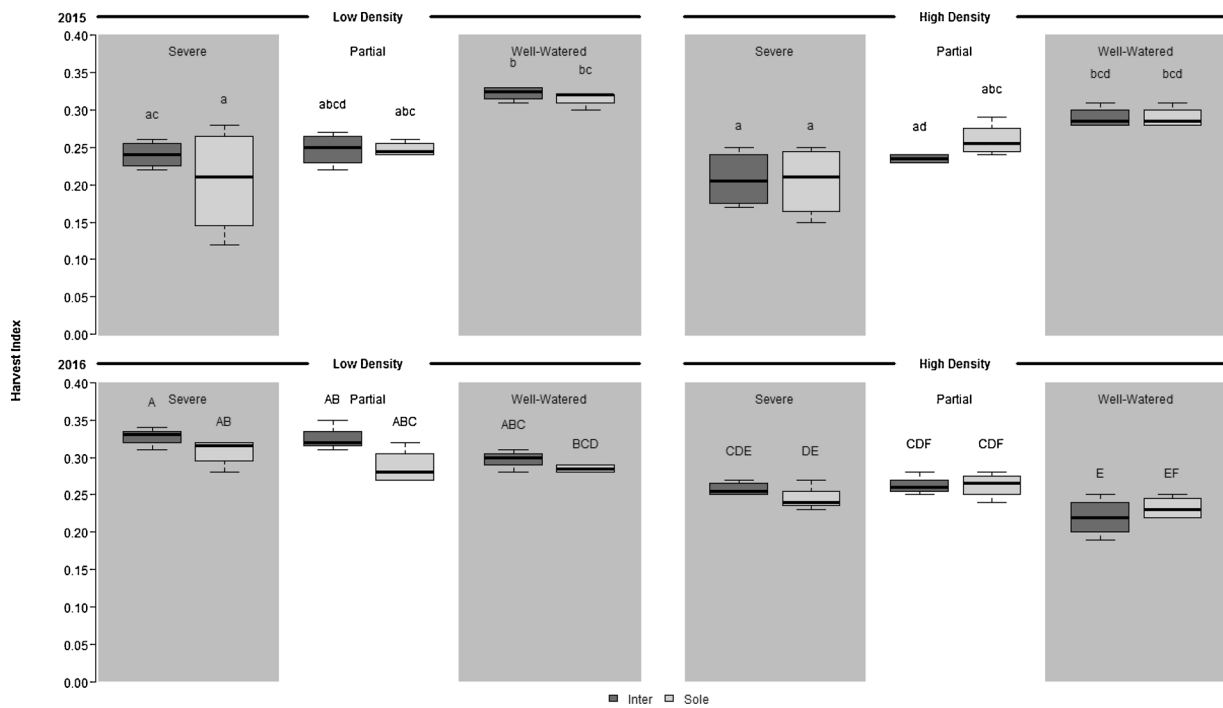 2015 Low Density High Density
0.40
Severe Partial Well-Watered Severe Partial Well-Watered
0.35
b bc bcd bcd
abc
a
ac abcd abc a a ad
0.30
0.25
0.20
0.15
0.10
0.05
0.00
Harvest Index
2016 Low Density High Density
0.40
A Severe AB Partial Well-Watered Severe Partial Well-Watered
0.35
AB ABC ABC BCD
CDE DE CDF CDF
E EF
0.30
0.25
0.20
0.15
0.10
0.05
0.00
Inter Sole